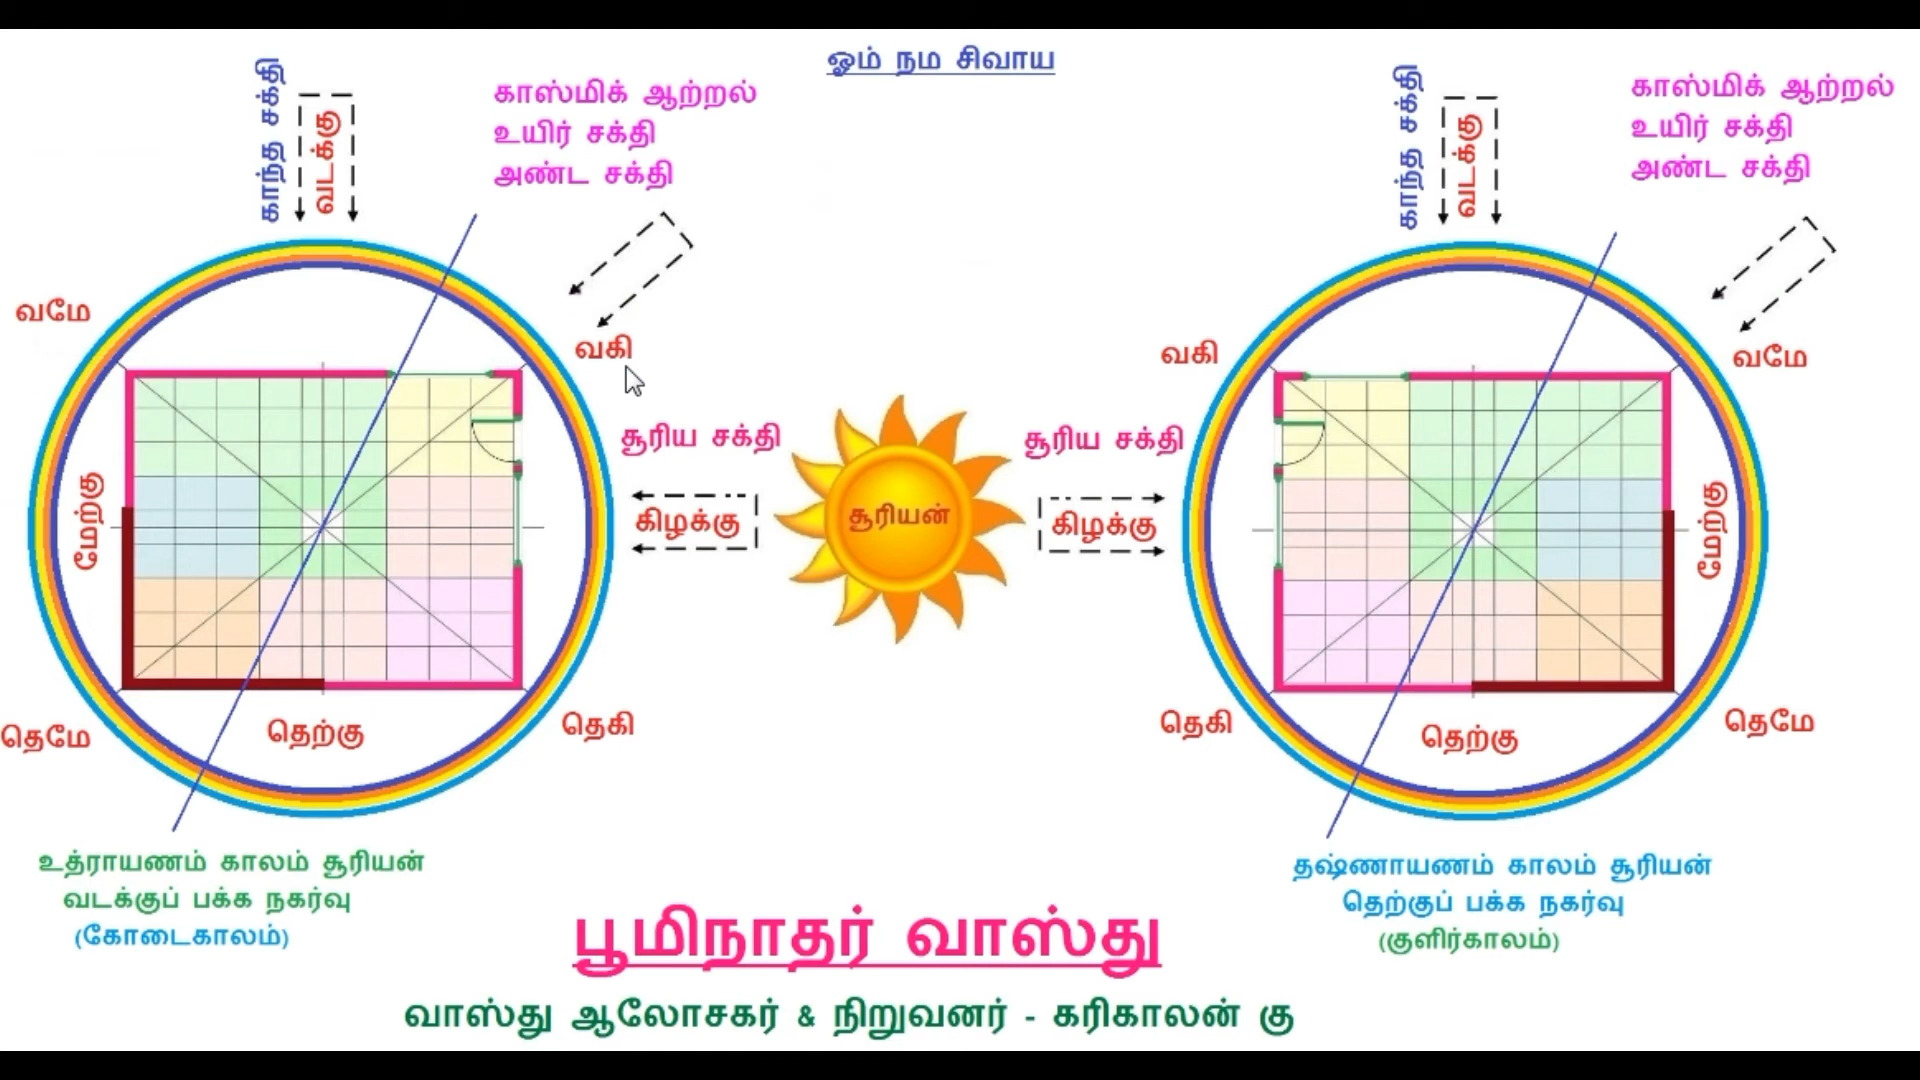 ஓம் நம சிவாய
காந்த சக்தி
வடக்கு
காஸ்மிக் ஆற்றல்
உயிர் சக்தி
அண்ட சக்தி
காந்த சக்தி
வடக்கு
காஸ்மிக் ஆற்றல்
உயிர் சக்தி
அண்ட சக்தி
வமே
வகி
வகி
வமே
சூரிய சக்தி
சூரிய சக்தி
மேற்கு
கிழக்கு
சூரியன்
கிழக்கு
மேற்கு
தெமே
தெற்கு
தெகி
தெகி
தெற்கு
தெமே
உத்ராயணம் காலம் சூரியன்
வடக்குப் பக்க நகர்வு
(கோடைகாலம்)
தஷ்ணாயணம் காலம் சூரியன்
தெற்குப் பக்க நகர்வு
(குளிர்காலம்)
பூமிநாதர் வாஸ்து
வாஸ்து ஆலோசகர் & நிறுவனர் - கரிகாலன் கு